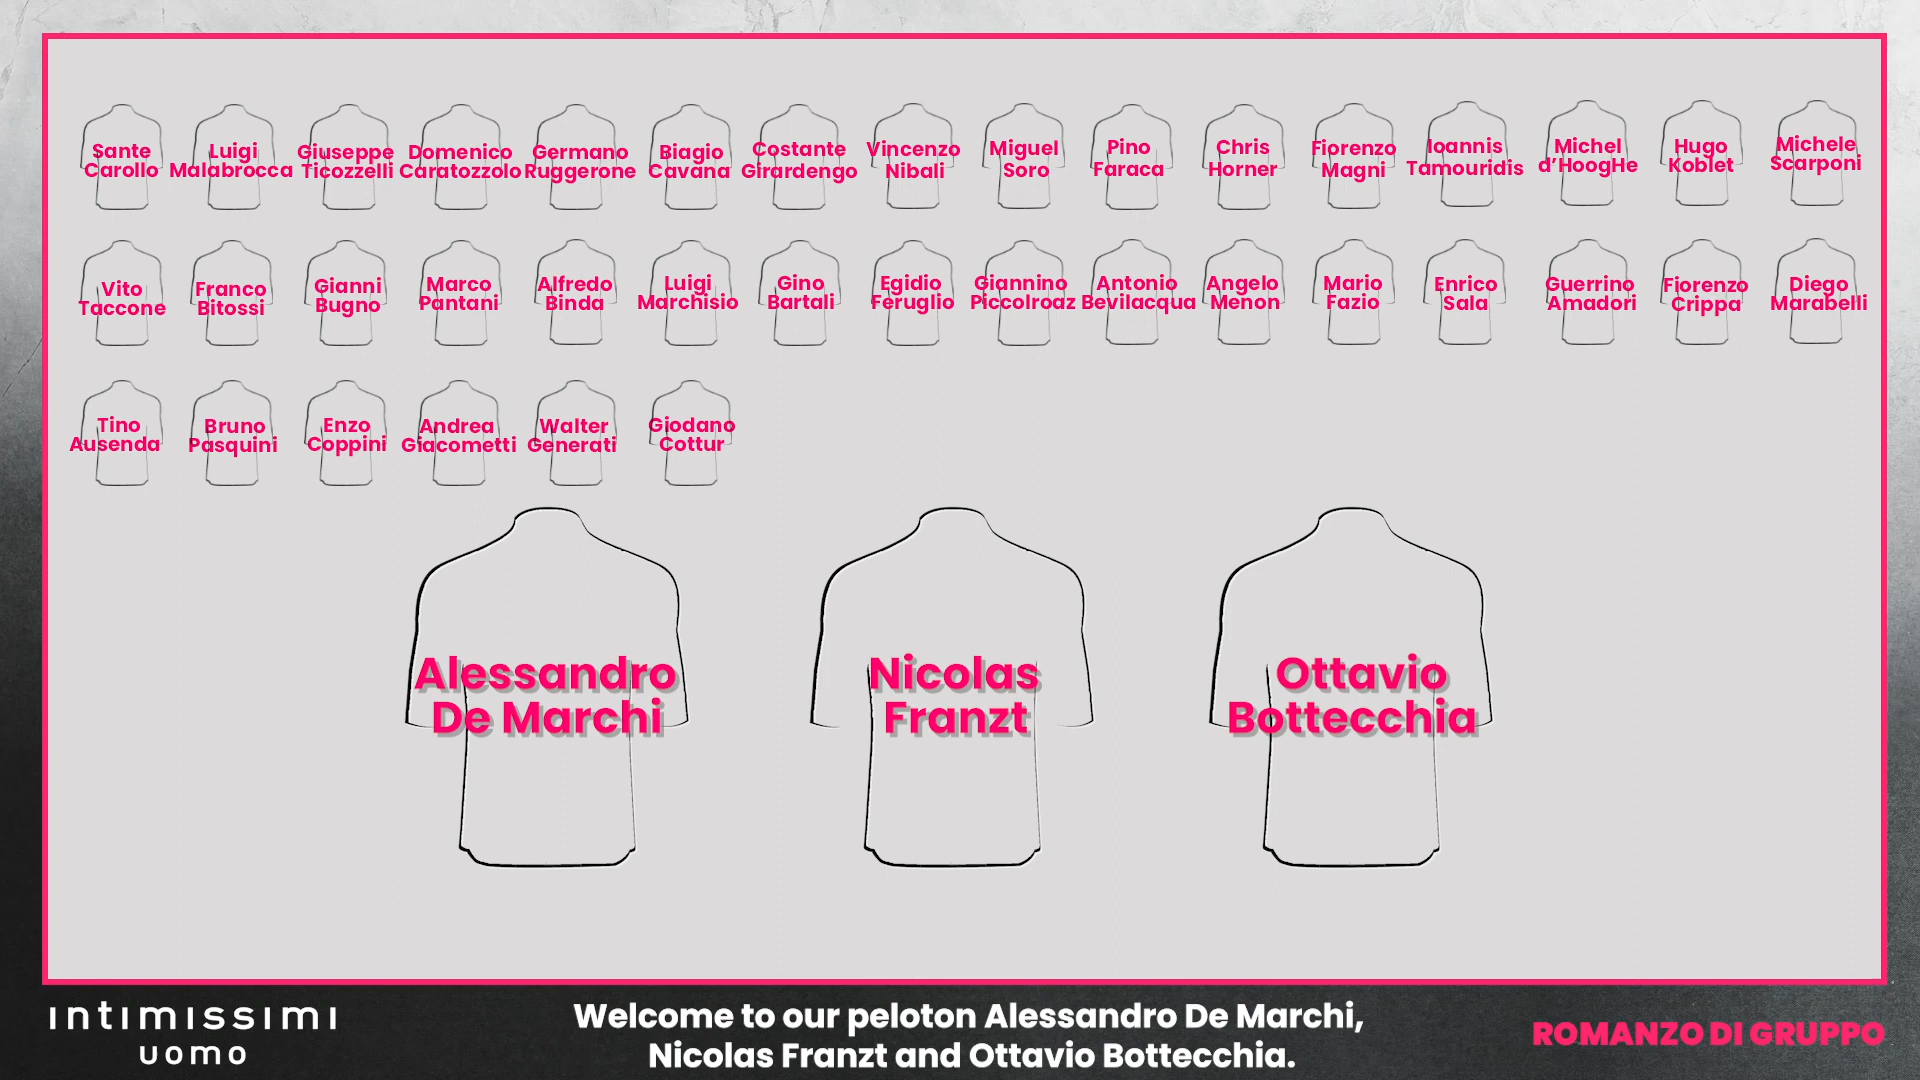 Sante
Carollo
Luigi
Malabrocca
Giuseppe
Ticozzelli
Domenico
Caratozzolo
Germano
Ruggerone
Biagio
Cavana
Costante
Girardengo
Vincenzo
Nibali
Miguel
Soro
Pino
Faraca
Chris
Horner
Fiorenzo
Magni
Ioannis
Tamouridis
Michel
d'HoogHe
Hugo
Koblet
Michele
Scarponi
Vito
Taccone
Franco
Bitossi
Gianni
Bugno
Marco
Pantani
Alfredo
Binda
Luigi
Marchisio
Gino
Bartali
Egidio
Feruglio
Giannino
Piccolroaz
Antonio
Bevilacqua
Angelo
Menon
Mario
Fazio
Enrico
Sala
Guerrino
Amadori
Fiorenzo
Crippa
Diego
Marabelli
Tino
Ausenda
Bruno
Pasquini
Enzo
Coppini
Andrea
Giacometti
Walter
Generati
Giodano
Cottur
Alessandro
De Marchi
Nicolas
Franzt
Ottavio
Bottecchia
intimissimi
uomo
Welcome to our peloton Alessandro De Marchi,
Nicolas Franzt and Ottavio Bottecchia.
ROMANZO DI GRUPPO